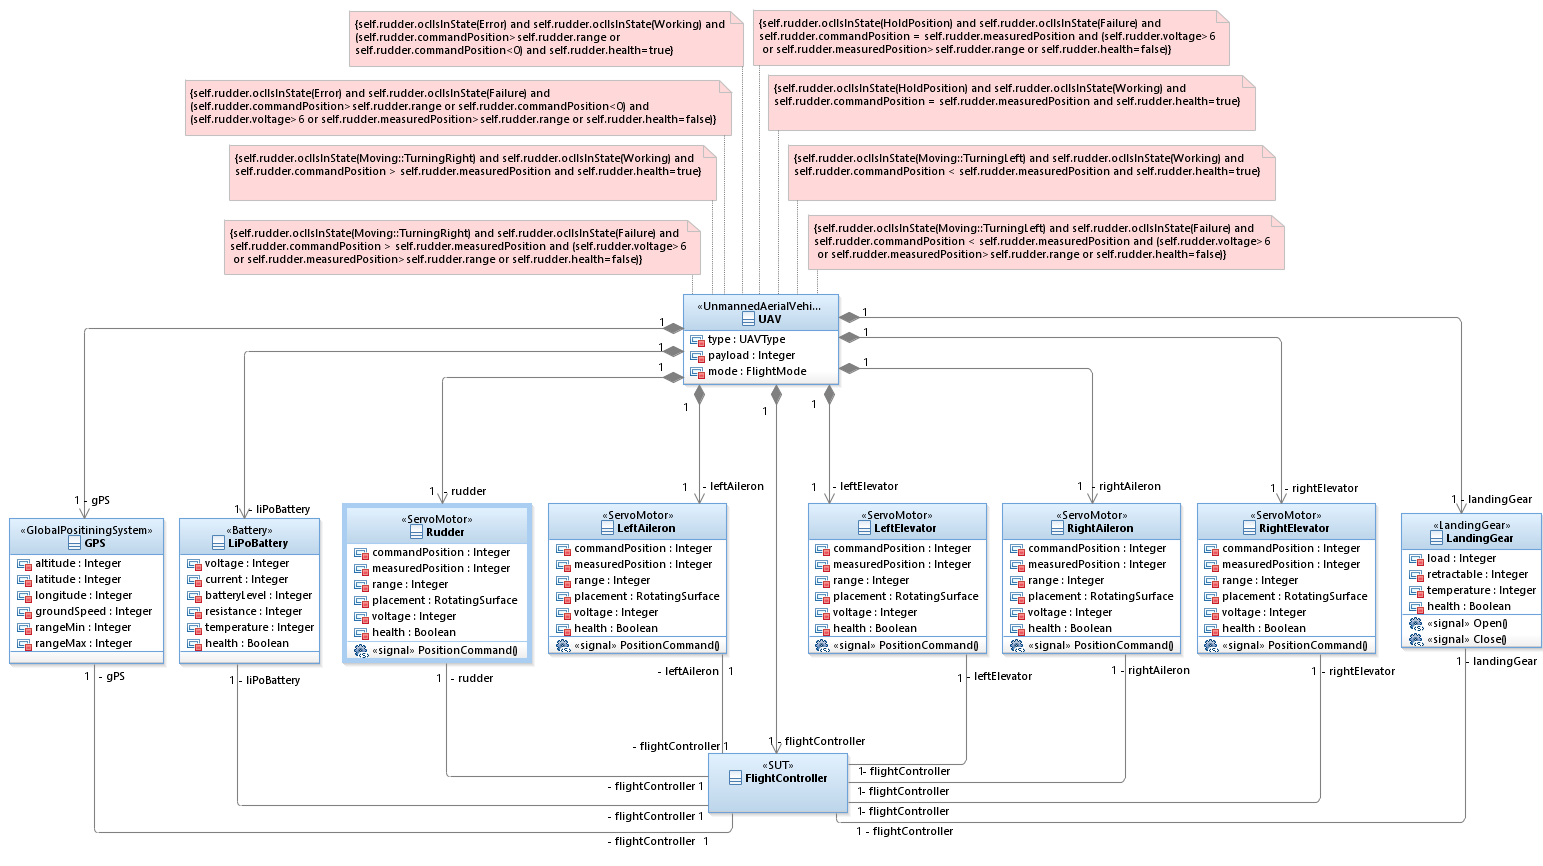 {self.rudder.oclIsInState(Error) and self.rudder.oclIsInState(Working) and
(self.rudder.commandPosition>self.rudder.range or
self.rudder.commandPosition<0) and self.rudder.health=true}
{self.rudder.oclIsInState(HoldPosition) and self.rudder.oclIsInState(Failure) and
self.rudder.commandPosition = self.rudder.measuredPosition and (self.rudder.voltage>6
or self.rudder.measuredPosition>self.rudder.range or self.rudder.health=false)}
{self.rudder.oclIsInState(Error) and self.rudder.oclIsInState(Failure) and
(self.rudder.commandPosition>self.rudder.range or self.rudder.commandPosition<0) and
(self.rudder.voltage>6 or self.rudder.measuredPosition>self.rudder.range or self.rudder.health=false)}
{self.rudder.oclIsInState(HoldPosition) and self.rudder.oclIsInState(Working) and
self.rudder.commandPosition = self.rudder.measuredPosition and self.rudder.health=true}
{self.rudder.oclIsInState(Moving::TurningRight) and self.rudder.oclIsInState(Working) and
self.rudder.commandPosition > self.rudder.measuredPosition and self.rudder.health=true}
{self.rudder.oclIsInState(Moving::TurningLeft) and self.rudder.oclIsInState(Working) and
self.rudder.commandPosition < self.rudder.measuredPosition and self.rudder.health=true}
{self.rudder.oclIsInState(Moving::TurningRight) and self.rudder.oclIsInState(Failure) and
self.rudder.commandPosition > self.rudder.measuredPosition and (self.rudder.voltage>6
or self.rudder.measuredPosition>self.rudder.range or self.rudder.health=false)}
{self.rudder.oclIsInState(Moving::TurningLeft) and self.rudder.oclIsInState(Failure) and
self.rudder.commandPosition < self.rudder.measuredPosition and (self.rudder.voltage>6
or self.rudder.measuredPosition>self.rudder.range or self.rudder.health=false)}
«UnmannedAerialVehi...
UAV
type : UAVType
payload : Integer
mode : FlightMode
1
1
1
1
1
1
1
1
1
1 - gPS
1 - liPoBattery
1 - rudder
1 - leftAileron
1 - leftElevator
1 - rightAileron
1 - rightElevator
1 - landingGear
«GlobalPositiningSystem»
GPS
altitude : Integer
latitude : Integer
longitude : Integer
groundSpeed : Integer
rangeMin : Integer
rangeMax : Integer
«Battery»
LiPoBattery
voltage : Integer
current : Integer
batteryLevel : Integer
resistance : Integer
temperature : Integer
health : Boolean
«ServoMotor»
Rudder
commandPosition : Integer
measuredPosition : Integer
range : Integer
placement : RotatingSurface
voltage : Integer
health : Boolean
«signal» PositionCommand()
«ServoMotor»
LeftAileron
commandPosition : Integer
measuredPosition : Integer
range : Integer
placement : RotatingSurface
voltage : Integer
health : Boolean
«signal» PositionCommand()
«ServoMotor»
LeftElevator
commandPosition : Integer
measuredPosition : Integer
range : Integer
placement : RotatingSurface
voltage : Integer
health : Boolean
«signal» PositionCommand()
«ServoMotor»
RightAileron
commandPosition : Integer
measuredPosition : Integer
range : Integer
placement : RotatingSurface
voltage : Integer
health : Boolean
«signal» PositionCommand()
«ServoMotor»
RightElevator
commandPosition : Integer
measuredPosition : Integer
range : Integer
placement : RotatingSurface
voltage : Integer
health : Boolean
«signal» PositionCommand()
«LandingGear»
LandingGear
load : Integer
retractable : Integer
temperature : Integer
health : Boolean
«signal» Open()
«signal» Close()
1 - gPS
1 - liPoBattery
1 - rudder
- leftAileron 1
1 - leftElevator
1 - rightAileron
1 - rightElevator
1 - landingGear
- flightController 1
1 - flightController
«SUT»
FlightController
- flightController 1
- flightController 1
- flightController 1
1- flightController
1- flightController
1- flightController
1 - flightController